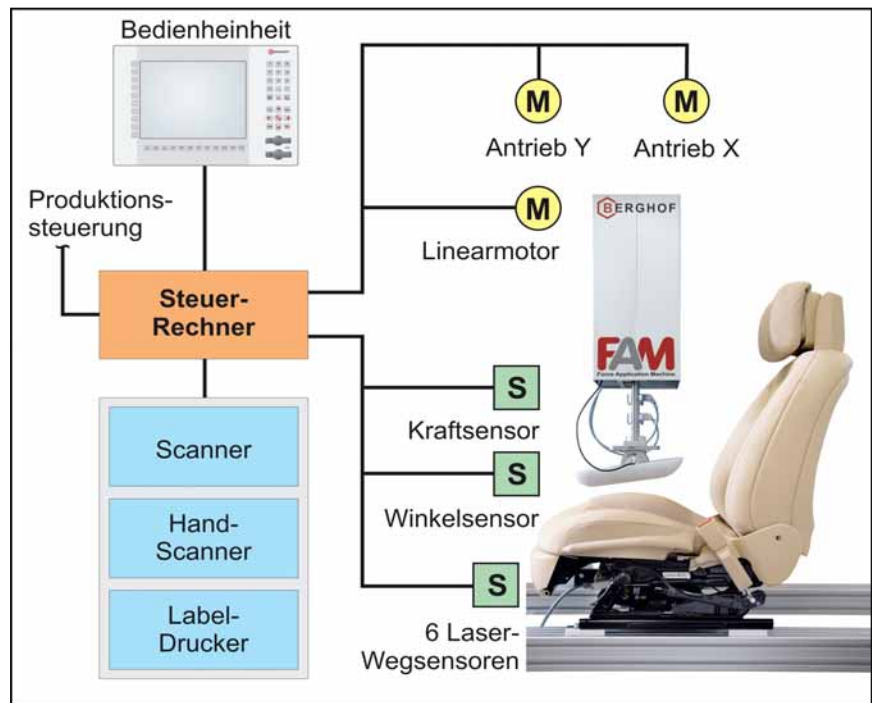 Bedieneinheit
M
M
Antrieb Y
Antrieb X
Produktions-
steuerung
M
Linearmotor
BERGHOF
Steuer-
Rechner
FAM
Force Application Machine
S
Kraftsensor
Scanner
S
Winkelsensor
Hand-
Scanner
S
6 Laser-
Wegsensoren
Label-
Drucker